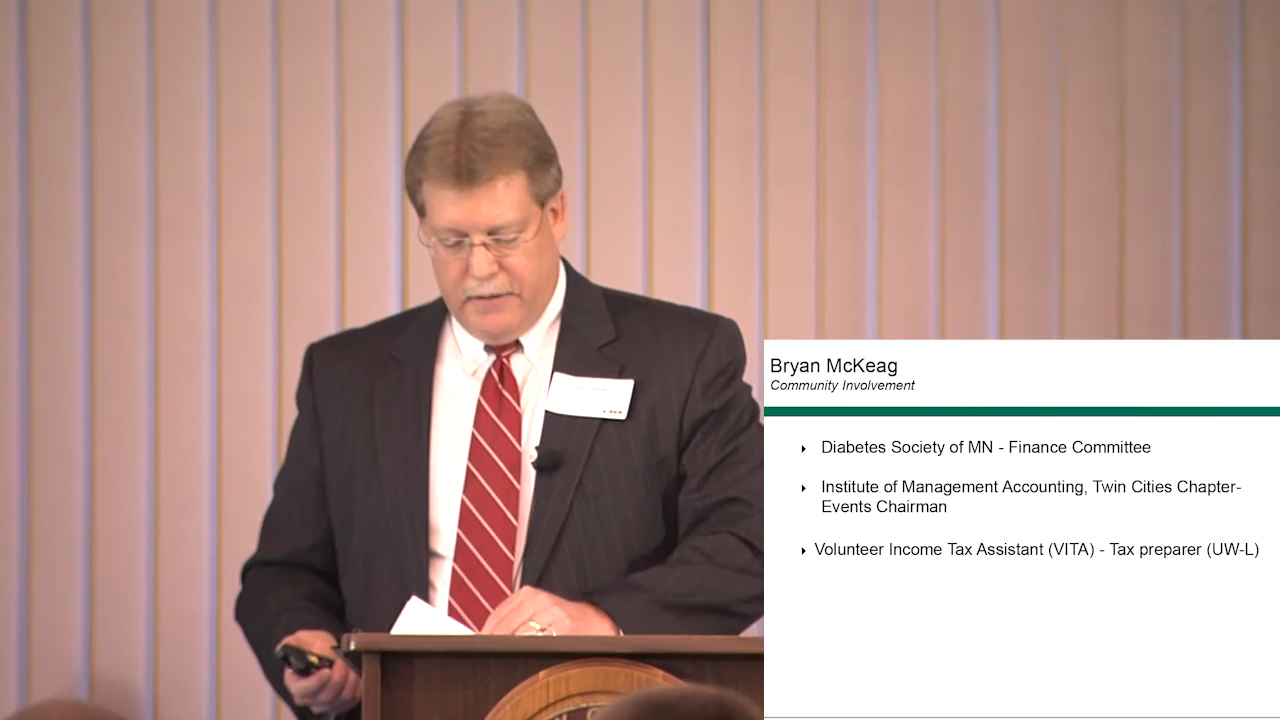 Bryan McKeag
Community Involvement
Diabetes Society of MN - Finance Committee
Institute of Management Accounting, Twin Cities Chapter-
Events Chairman
Volunteer Income Tax Assistant (VITA) - Tax preparer (UW-L)